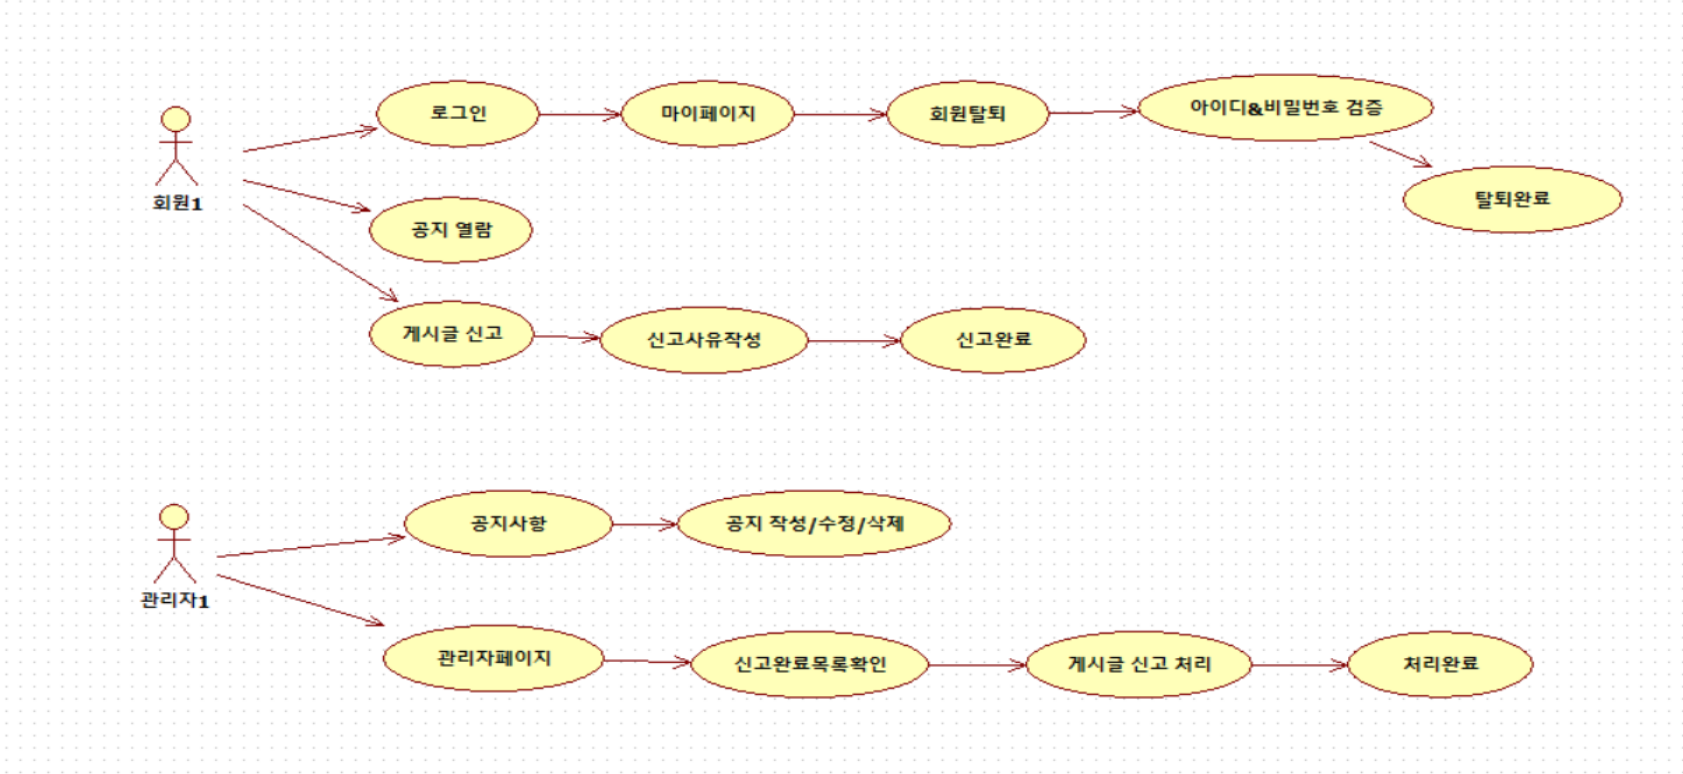 로그인
마이페이지
회원탈퇴
아이디&비밀번호 검증
탈퇴완료
회원1
공지 열람
게시글 신고
신고사유작성
신고완료
공지사항
공지 작성/수정/삭제
관리자1
관리자페이지
신고완료목록확인
게시글 신고 처리
처리완료